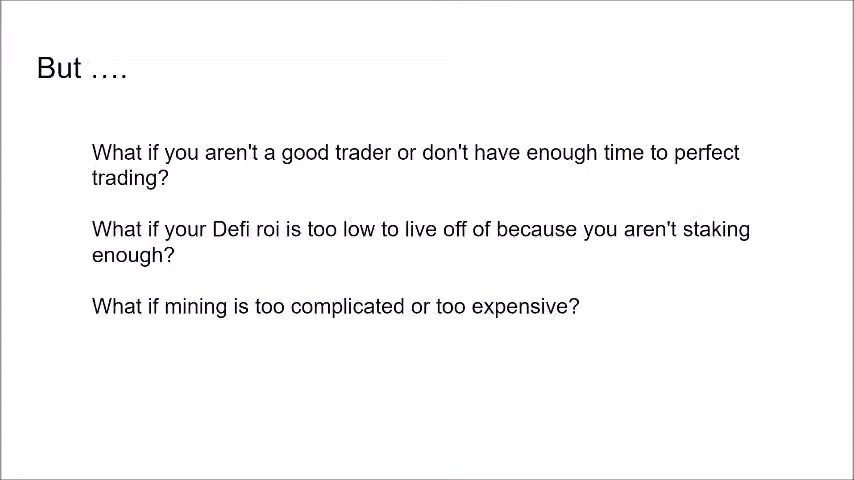 But ....
What if you aren't a good trader or don't have enough time to perfect
trading?
What if your Defi roi is too low to live off of because you aren't staking
enough?
What if mining is too complicated or too expensive?